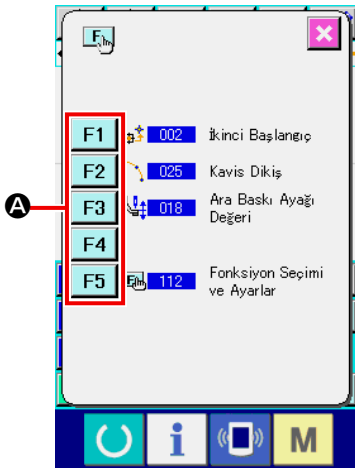 F
X
F1 002 İkinci Başlangıç
F2 025 Kavis Dikiş
A F3 018 Ara Baskı Ayağı
Değeri
F4
F5 F 112 Fonksiyon Seçimi
ve Ayarlar
i M